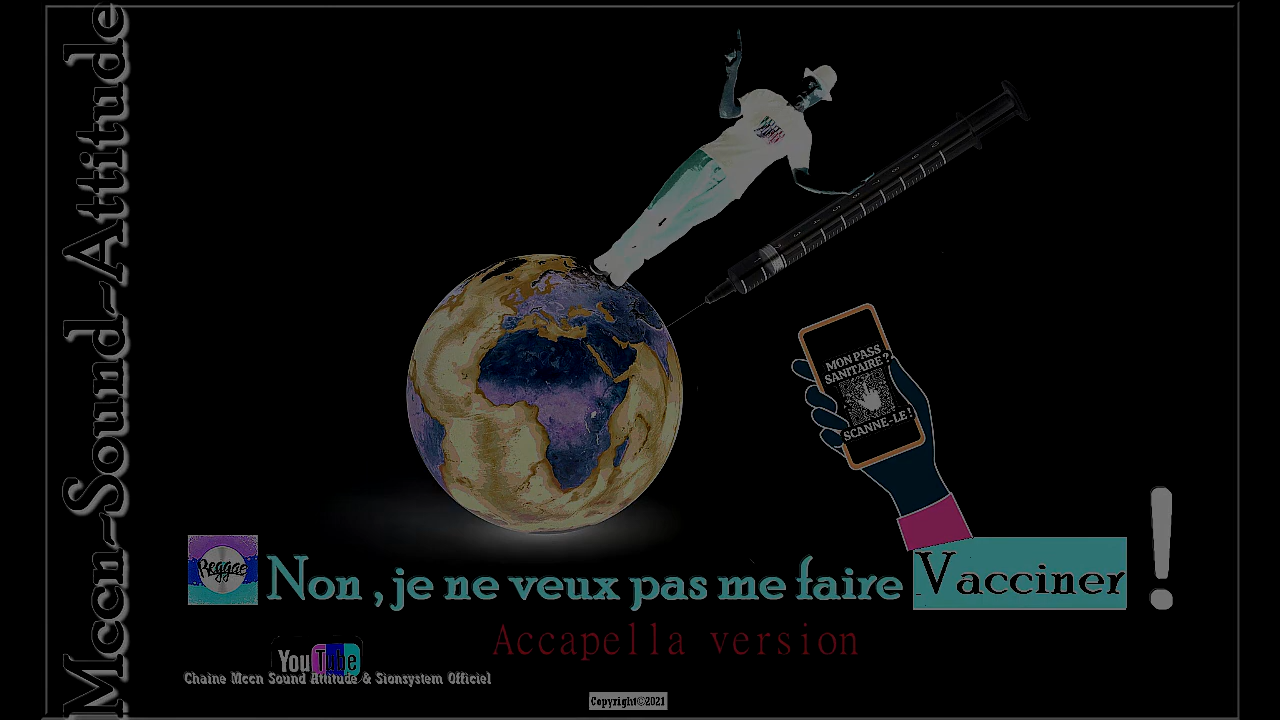 Mccn-Sound-Attitude
MON PASS
SANITAIRE ?
SCANNE-LE !
Reggae
Non , je ne veux pas me faire Vacciner !
Accapella version
YouTube
Chaine Mccn Sound Attitude & Sionsystem Officiel
Copyright©2021